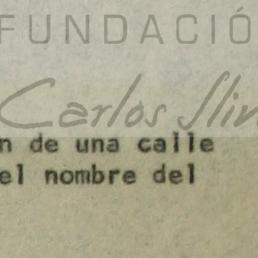 FUNDACIÓ
Carlos Slim
n de una calle
el nombre del